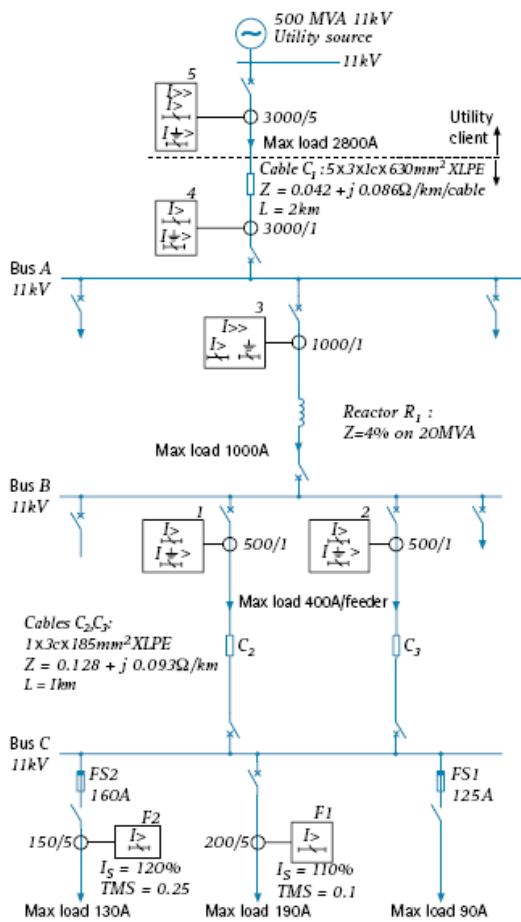 500 MVA 11kV
Utility source
11kV
5
I>>
I>
I⏚>
3000/5
Max load 2800A
Utility
client
Cable C1 : 5x3x1c x630mm² XLPE
Z = 0.042 + j 0.086Ω/km/cable
L = 2km
4
I>
I⏚>
3000/1
Bus A
11kV
3
I>>
I> ⏚>
1000/1
Reactor R1 :
Z=4% on 20MVA
Max load 1000A
Bus B
11kV
1
I>
I⏚>
500/1
2
I>
I⏚>
500/1
Max load 400A/feeder
Cables C2,C3:
1x3c x185mm² XLPE
Z = 0.128 + j 0.093Ω/km
L = 1km
C2
C3
Bus C
11kV
FS2
160A
FS1
125A
150/5
F2
I>
200/5
F1
I>
IS = 120%
TMS = 0.25
IS = 110%
TMS = 0.1
Max load 130A
Max load 190A
Max load 90A